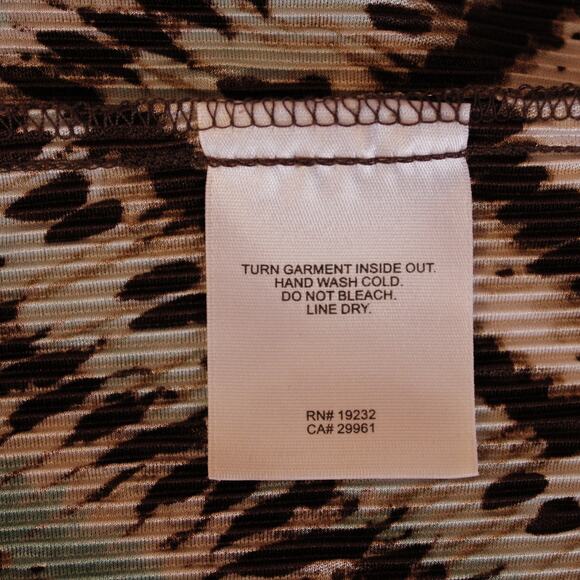 TURN GARMENT INSIDE OUT.
HAND WASH COLD.
DO NOT BLEACH.
LINE DRY.
RN# 19232
CA# 29961